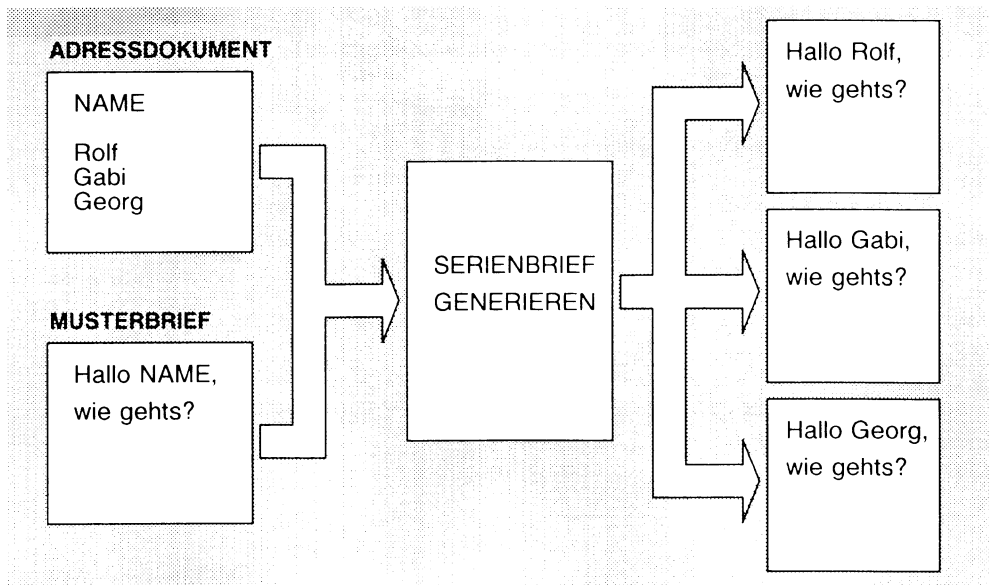 ADRESSDOKUMENT
NAME
Rolf
Gabi
Georg
MUSTERBRIEF
Hallo NAME,
wie gehts?
SERIENBRIEF
GENERIEREN
Hallo Rolf,
wie gehts?
Hallo Gabi,
wie gehts?
Hallo Georg,
wie gehts?